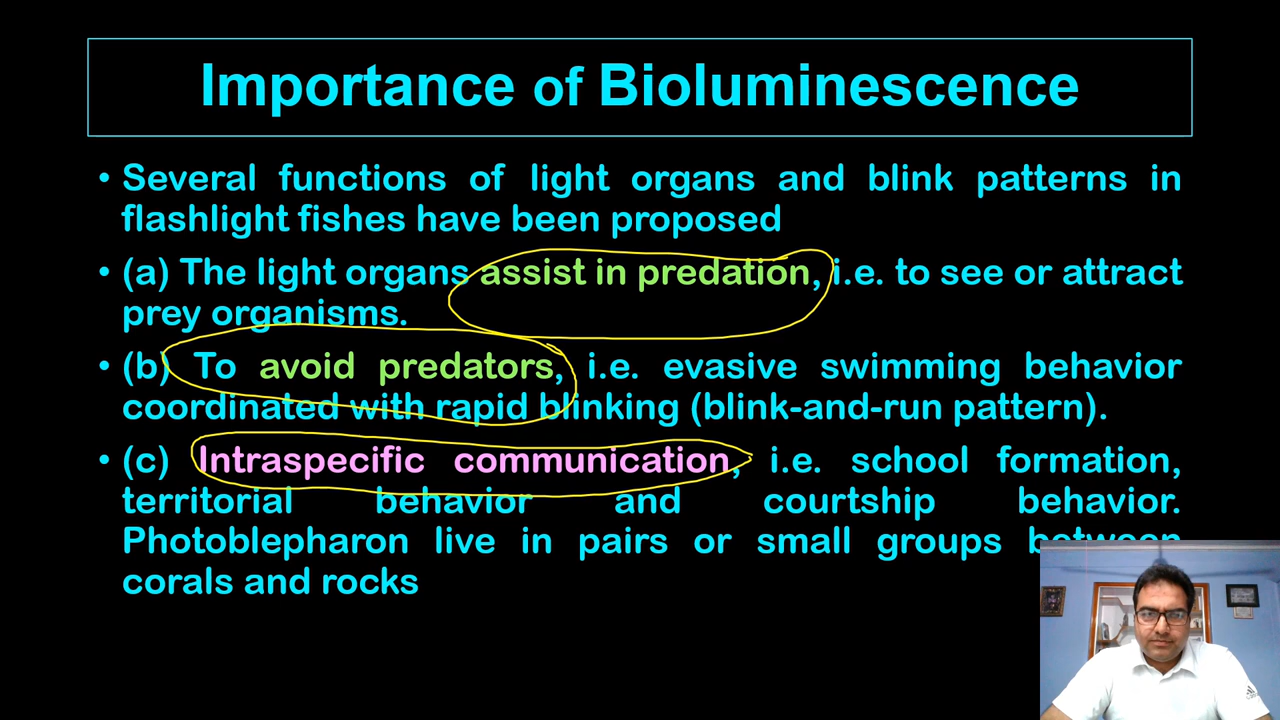 Importance of Bioluminescence
• Several functions of light organs and blink patterns in
flashlight fishes have been proposed
• (a) The light organs assist in predation, i.e. to see or attract
prey organisms.
• (b) To avoid predators, i.e. evasive swimming behavior
coordinated with rapid blinking (blink-and-run pattern).
• (c) Intraspecific communication, i.e. school formation,
territorial behavior and courtship behavior.
Photoblepharon live in pairs or small groups between
corals and rocks